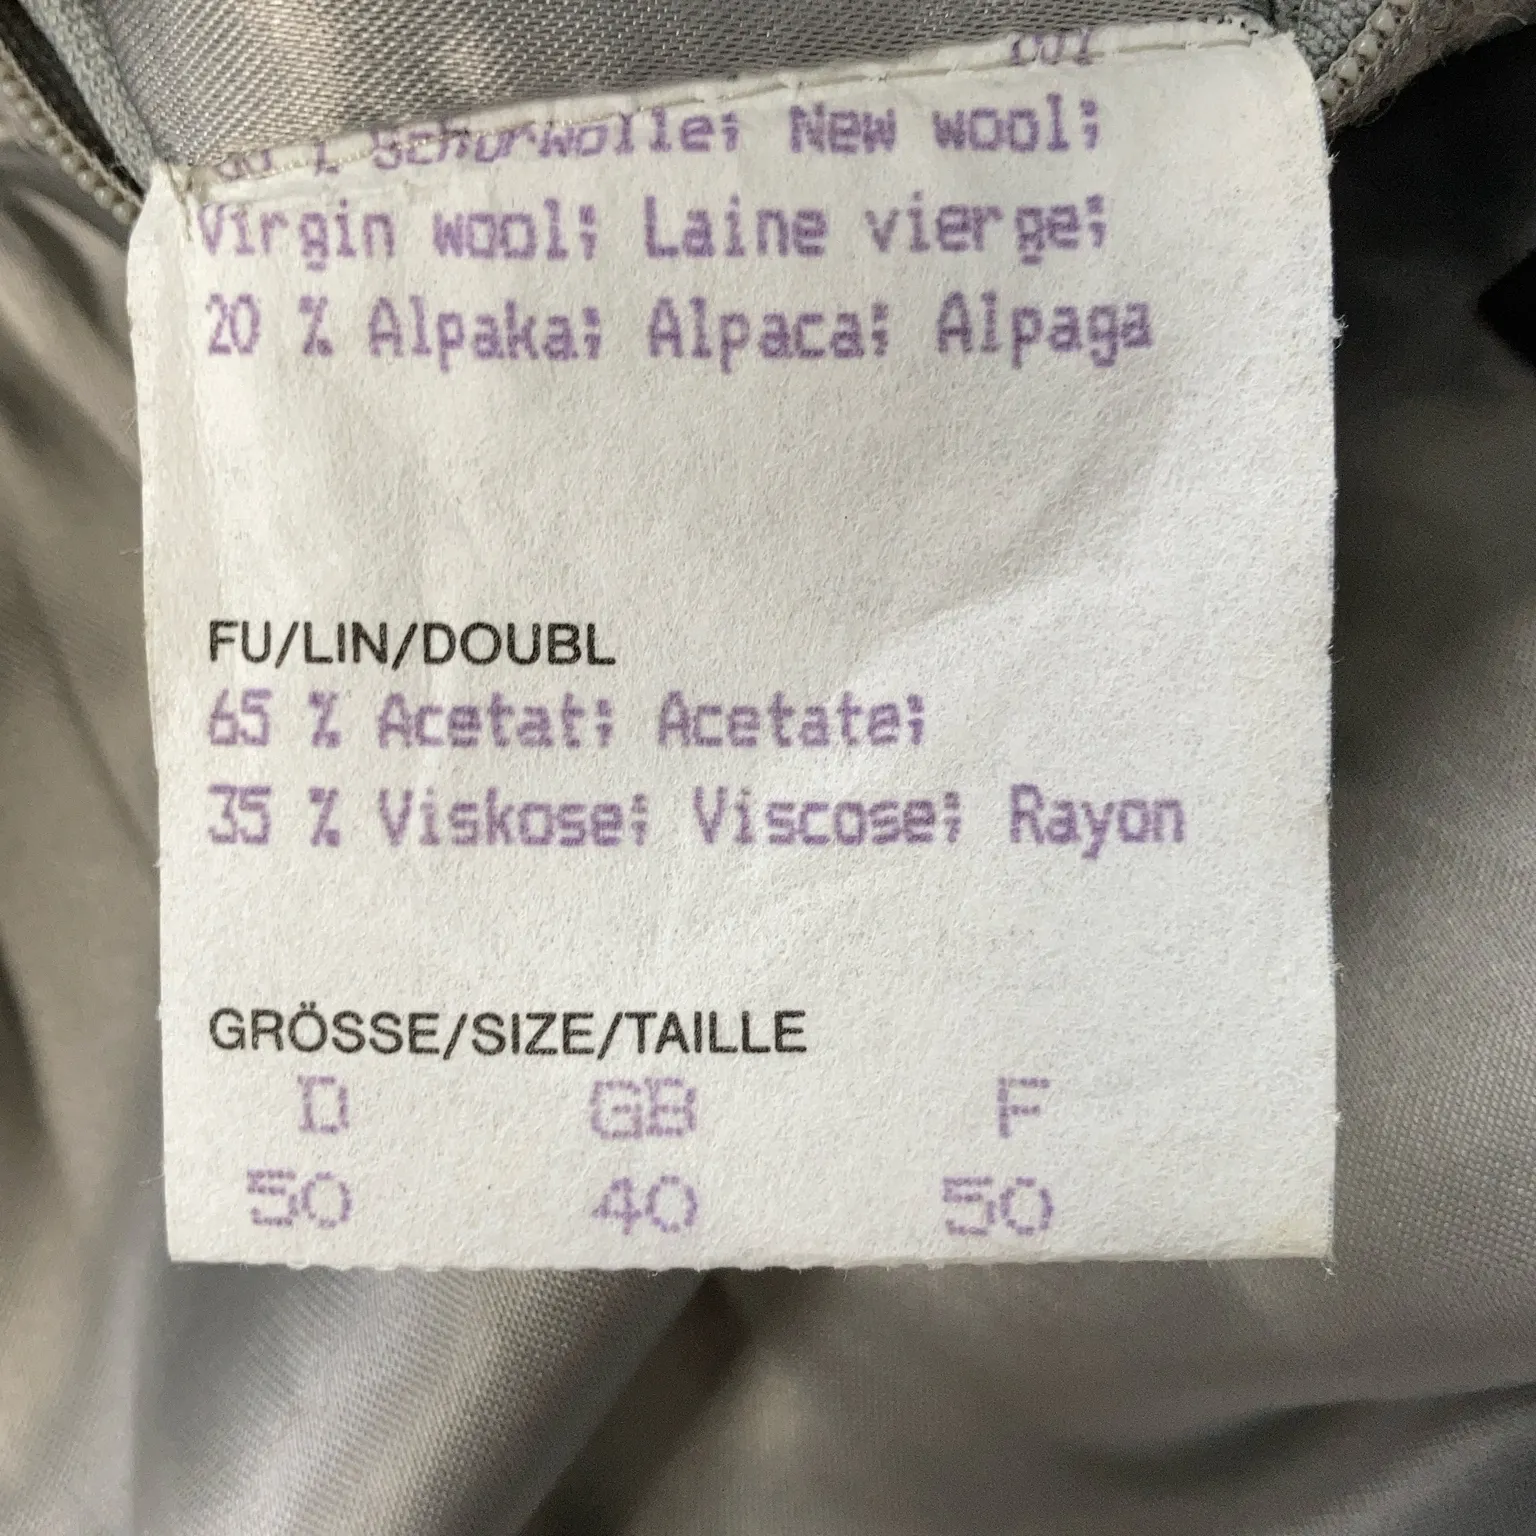 % Schurwolle; New wool;
Virgin wool; Laine vierge;
20 % Alpaka; Alpaca; Alpaga
FU/LIN/DOUBL
65 % Acetat; Acetate;
35 % Viskose; Viscose; Rayon
GRÖSSE/SIZE/TAILLE
D GB F
50 40 50